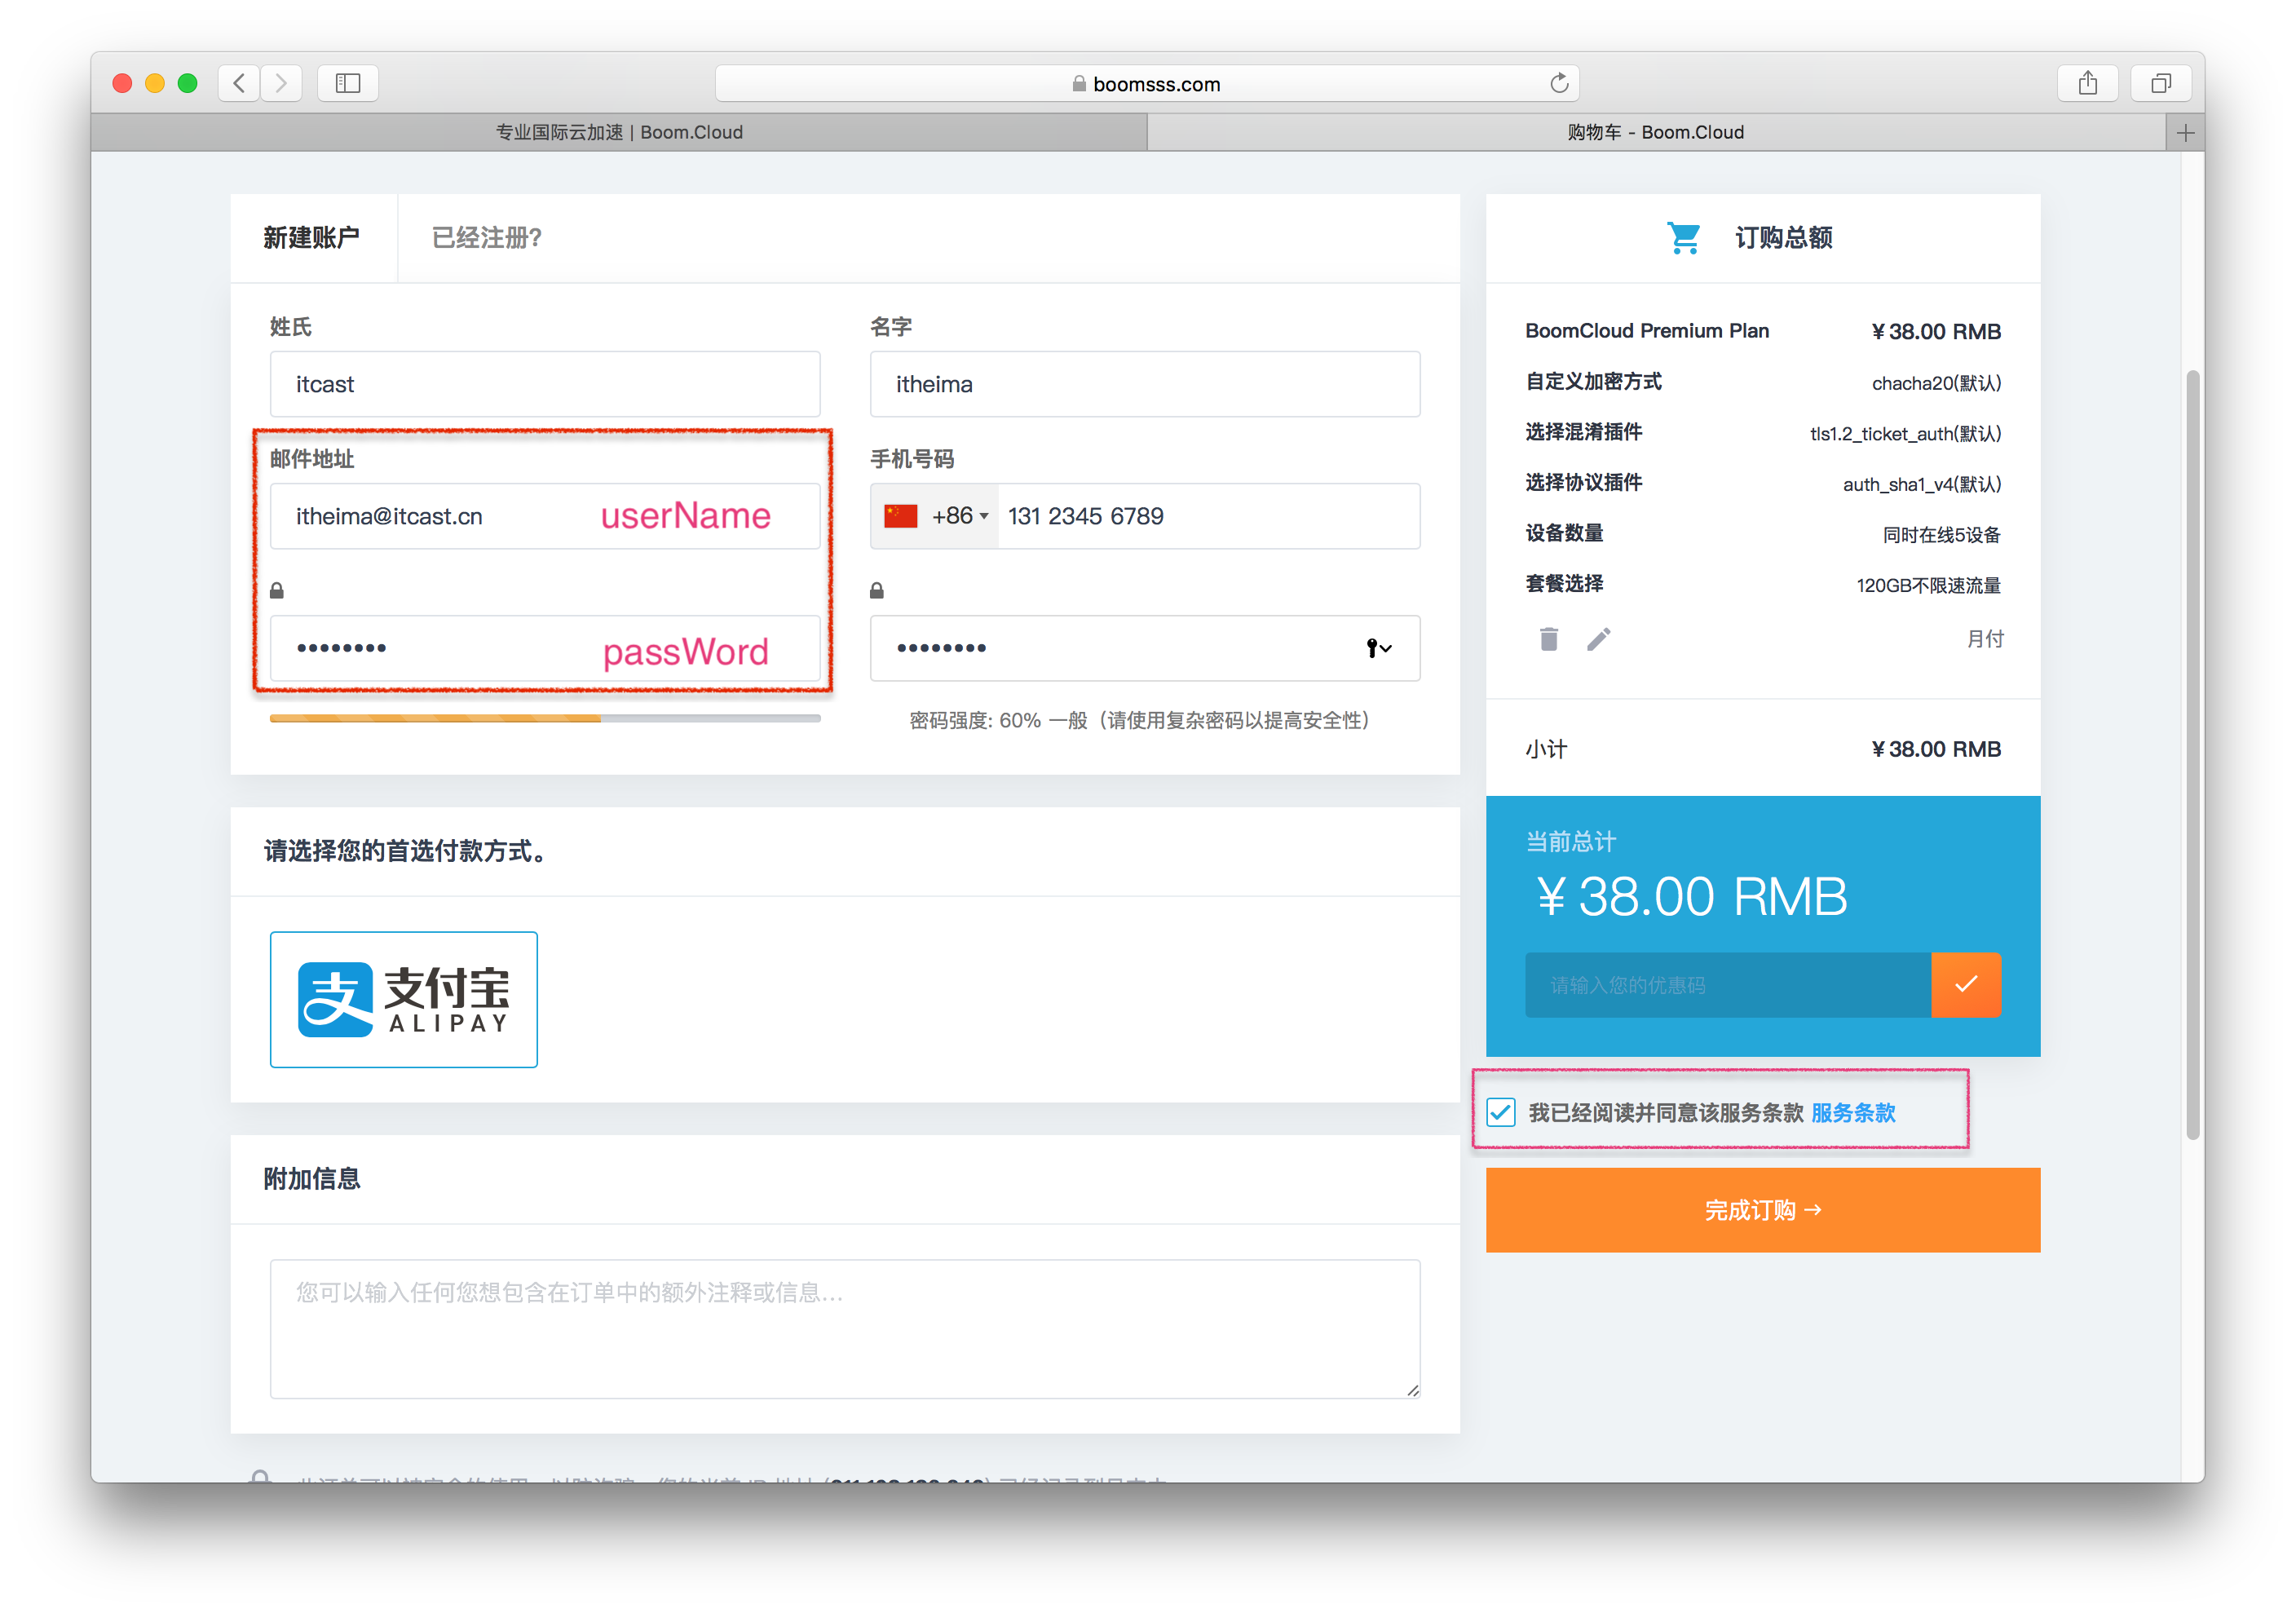 boomsss.com
专业国际云加速 | Boom.Cloud
购物车 - Boom.Cloud
新建账户
已经注册?
姓氏
名字
itcast
itheima
邮件地址
手机号码
itheima@itcast.cn
userName
+86
131 2345 6789
••••••••
passWord
••••••••
密码强度: 60% 一般（请使用复杂密码以提高安全性）
请选择您的首选付款方式。
支
支付宝
ALIPAY
附加信息
您可以输入任何您想包含在订单中的额外注释或信息...
订购总额
BoomCloud Premium Plan ¥38.00 RMB
自定义加密方式 chacha20(默认)
选择混淆插件 tls1.2_ticket_auth(默认)
选择协议插件 auth_sha1_v4(默认)
设备数量 同时在线5设备
套餐选择 120GB不限速流量
月付
小计 ¥38.00 RMB
当前总计
¥38.00 RMB
请输入您的优惠码
我已经阅读并同意该服务条款 服务条款
完成订购 →